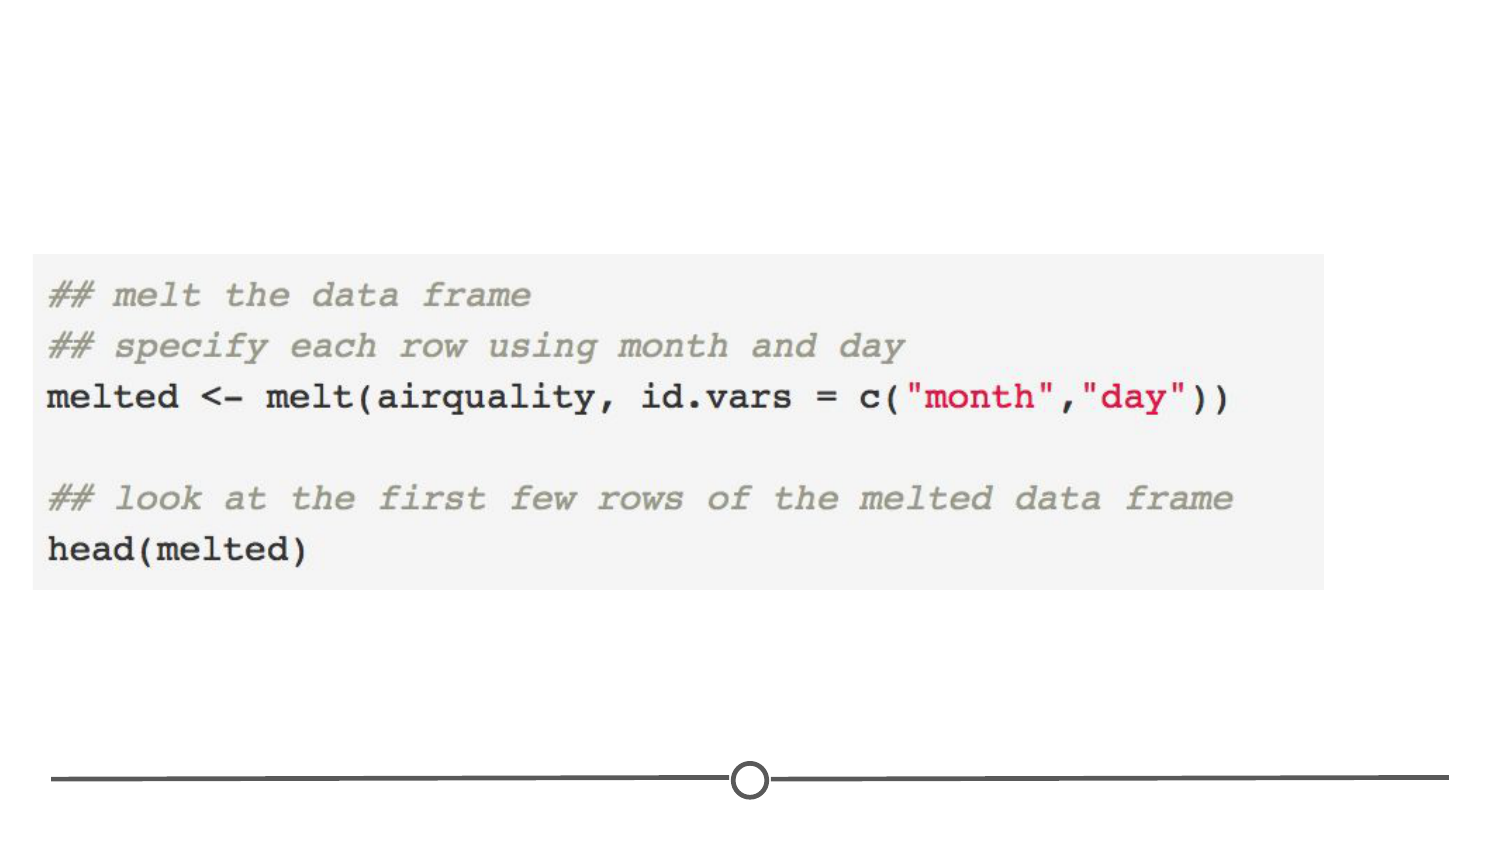 ## melt the data frame
## specify each row using month and day
melted <- melt(airquality, id.vars = c("month","day"))
## look at the first few rows of the melted data frame
head(melted)